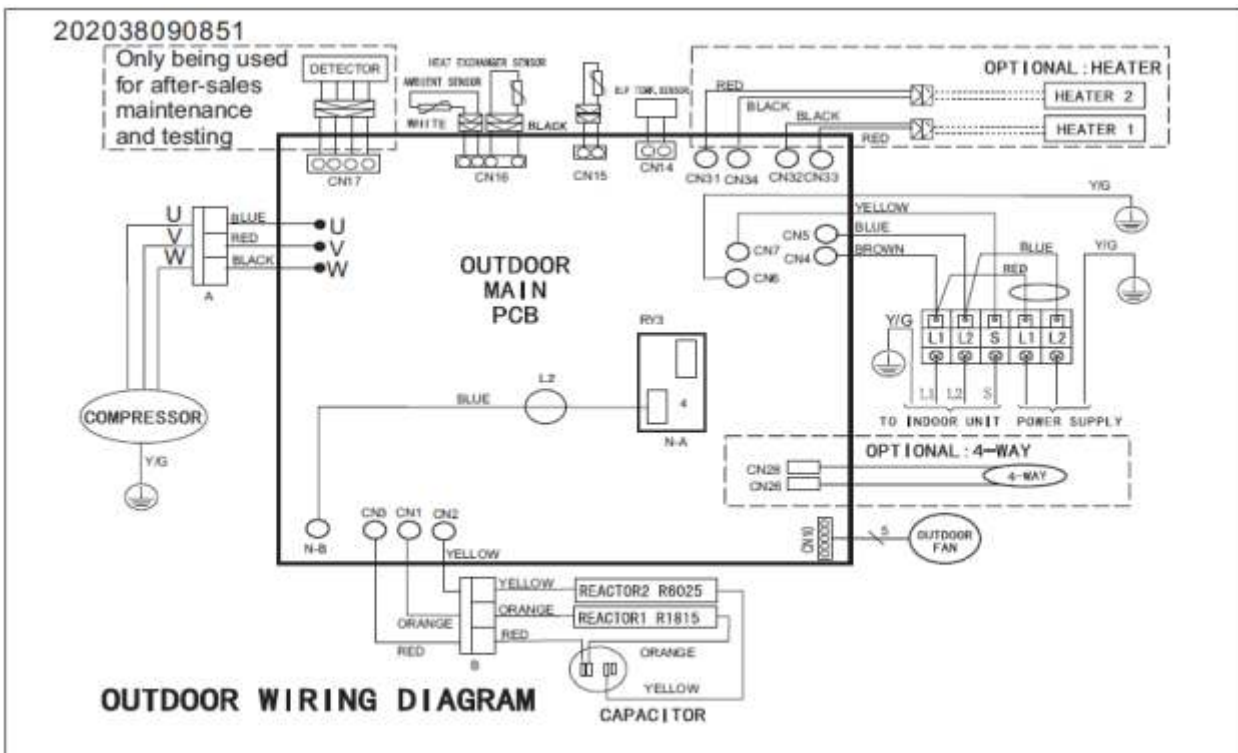 202038090851
Only being used
for after-sales
maintenance
and testing
DETECTOR
CN17
HEAT EXCHANGER SENSOR
AMBIENT SENSOR
WHITE
BLACK
CN16
CN15
CN14
OPTIONAL:HEATER
RED
BLACK
BLACK
RED
HEATER 2
HEATER 1
CN31
CN34
CN32
CN33
U
V
W
BLUE
RED
BLACK
U
V
W
A
COMPRESSOR
Y/G
OUTDOOR
MAIN
PCB
RY3
4
N-A
L2
BLUE
N-B
Y/G
YELLOW
BLUE
BROWN
CN7
CN6
CN5
CN4
BLUE
RED
Y/G
Y/G
L1 L2 S L1 L2
L1 L2 S
TO INDOOR UNIT
POWER SUPPLY
OPTIONAL:4-WAY
CN28
CN26
4-WAY
CN10
5
OUTDOOR
FAN
CN0
CN1
CN2
YELLOW
ORANGE
RED
YELLOW
ORANGE
RED
B
REACTOR2 R6025
REACTOR1 R1815
ORANGE
YELLOW
CAPACITOR
OUTDOOR WIRING DIAGRAM